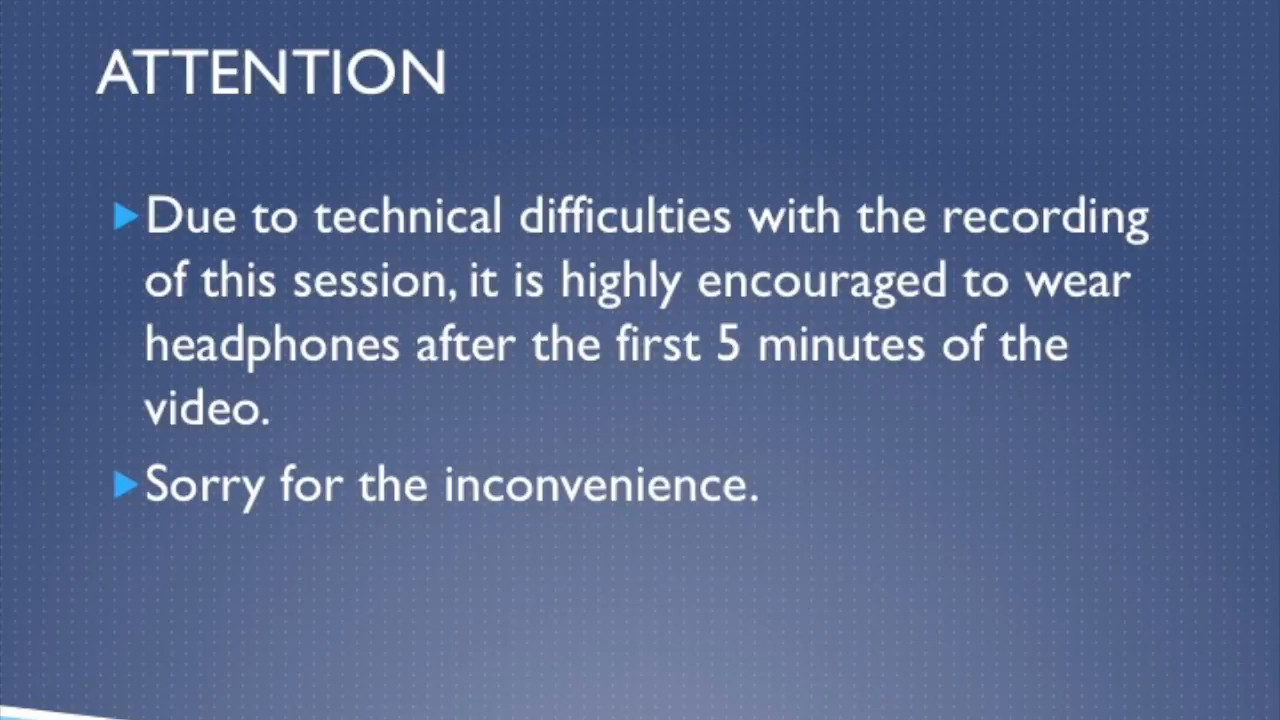 ATTENTION
Due to technical difficulties with the recording
of this session, it is highly encouraged to wear
headphones after the first 5 minutes of the
video.
Sorry for the inconvenience.